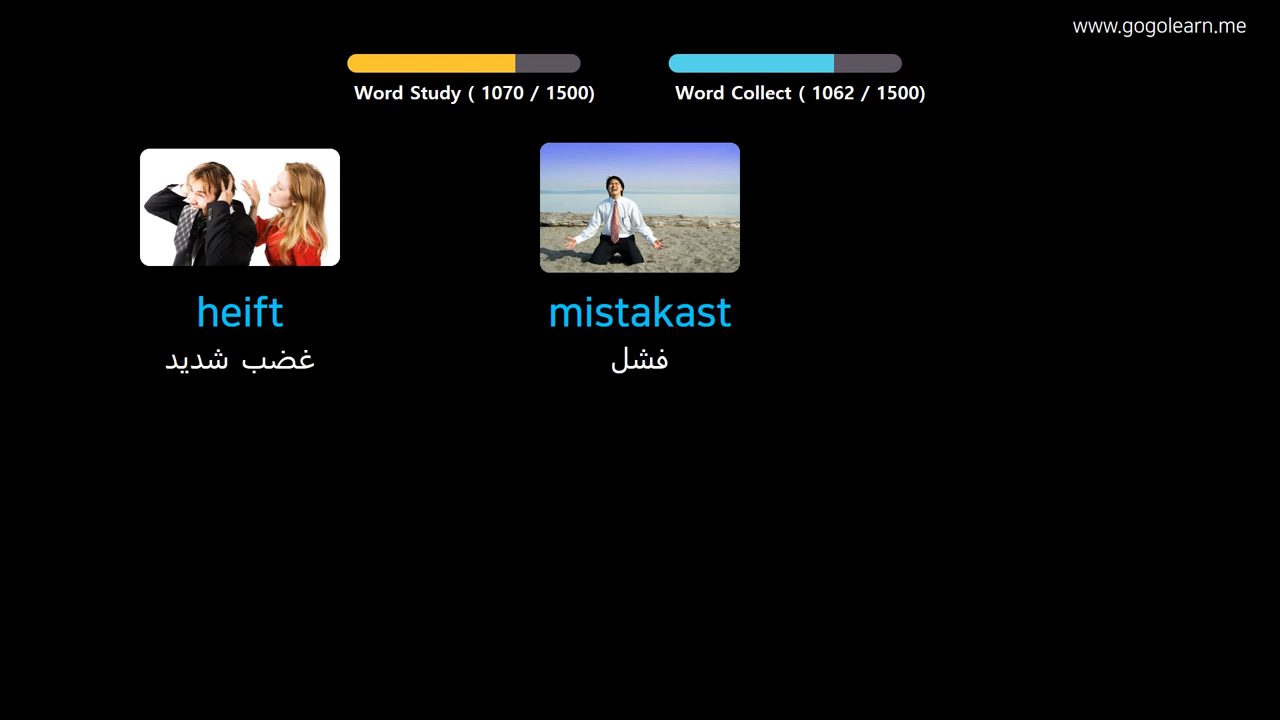 www.gogolearn.me
Word Study ( 1070 / 1500)
Word Collect ( 1062 / 1500)
heift
غضب شديد
mistakast
فشل